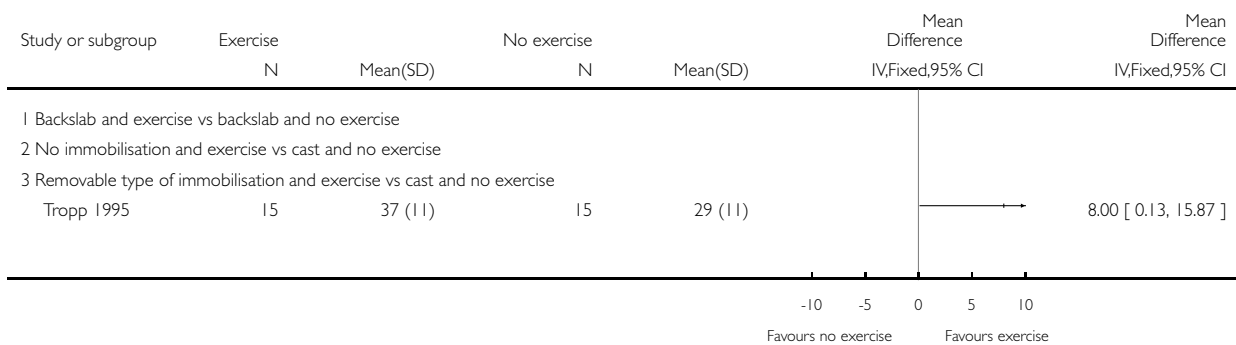 Study or subgroup Exercise No exercise Mean Difference Mean Difference
N Mean(SD) N Mean(SD) IV,Fixed,95% CI IV,Fixed,95% CI
1 Backslab and exercise vs backslab and no exercise
2 No immobilisation and exercise vs cast and no exercise
3 Removable type of immobilisation and exercise vs cast and no exercise
Tropp 1995 15 37 (11) 15 29 (11) 8.00 [ 0.13, 15.87 ]
-10 -5 0 5 10
Favours no exercise Favours exercise